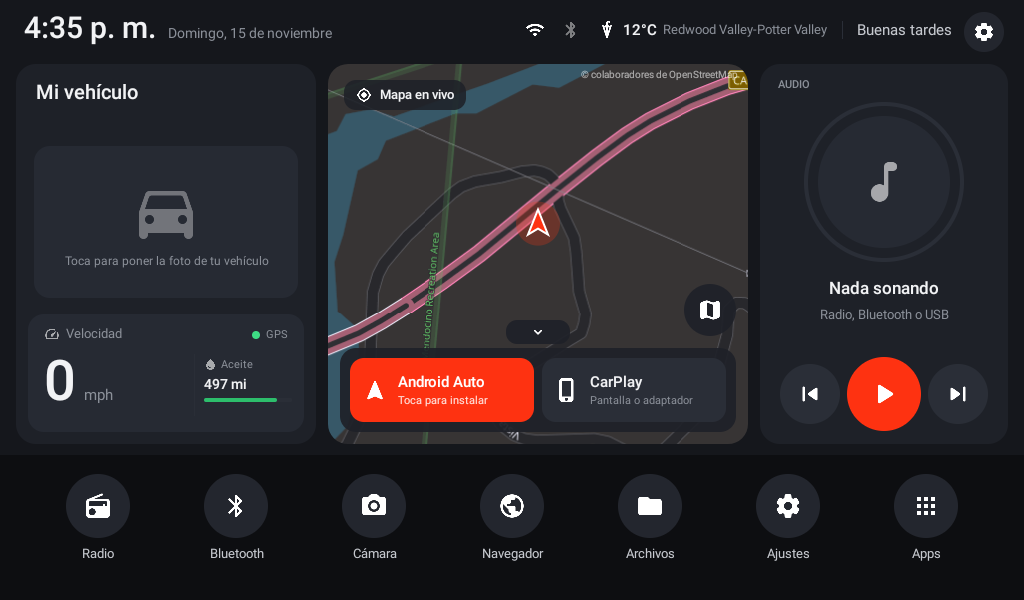 4:35 p. m.
Domingo, 15 de noviembre
12°C
Redwood Valley-Potter Valley
Buenas tardes
Mi vehículo
Toca para poner la foto de tu vehículo
Velocidad
GPS
0 mph
Aceite
497 mi
© colaboradores de OpenStreetMap
CA
Mapa en vivo
Recreation Area
Android Auto
Toca para instalar
CarPlay
Pantalla o adaptador
AUDIO
Nada sonando
Radio, Bluetooth o USB
Radio
Bluetooth
Cámara
Navegador
Archivos
Ajustes
Apps